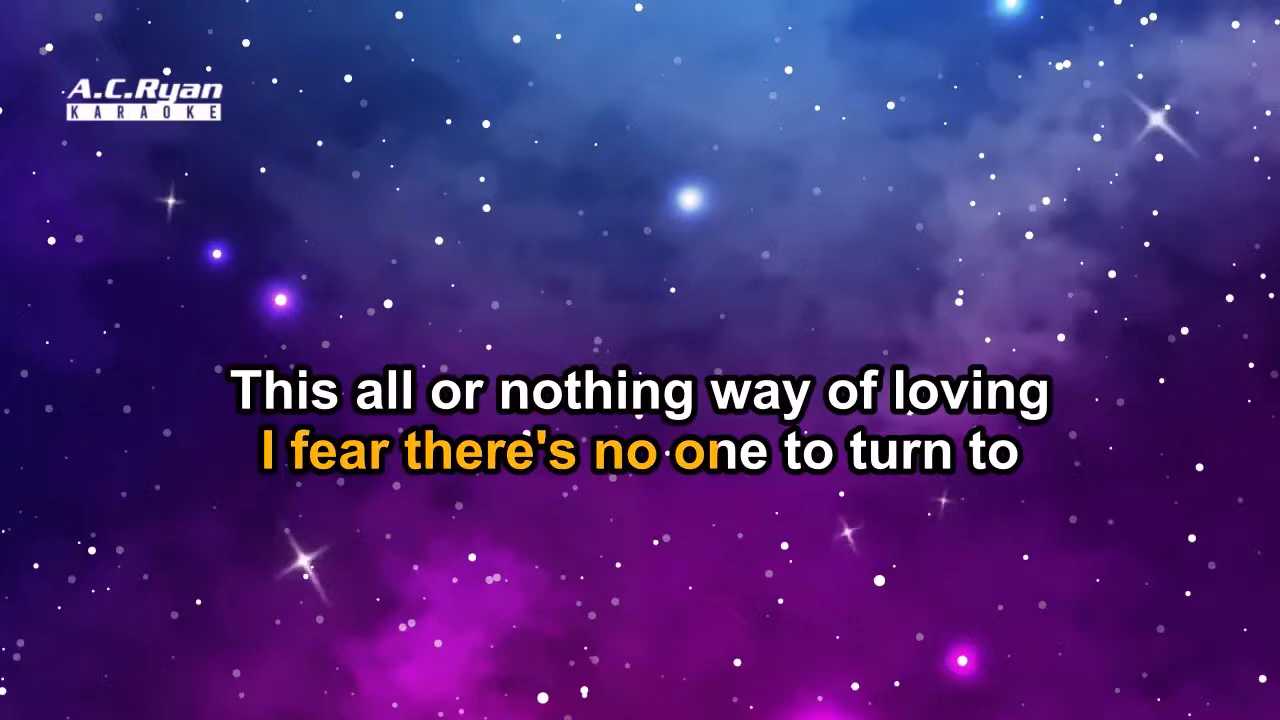 A.C.Ryan
KARAOKE
This all or nothing way of loving
I fear there's no one to turn to